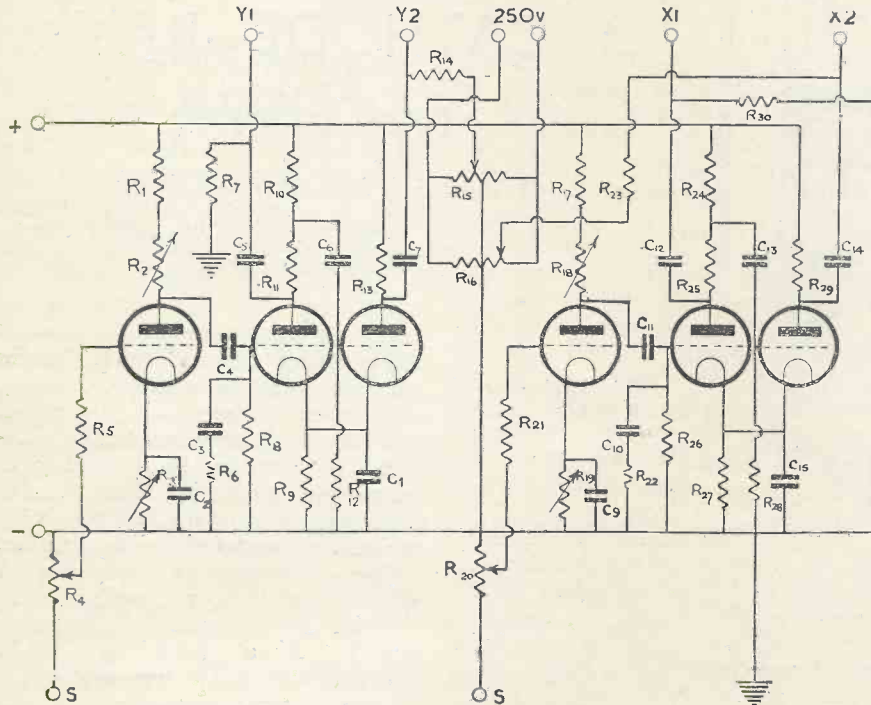 Y1 Y2 250v X1 X2
R14
R30
+
R1 R7 R10 R15 R23 R17 R24
R2 C5 C6 C7 C12 C13 C14
R11 R13 R16 R18 R25 R29
C4 C11
R5 C3 R8 R21 C10 R26
R6 R9 R12 C1 R19 R22 R27 R28 C15
R C2 C9
-
R4 R20
S S